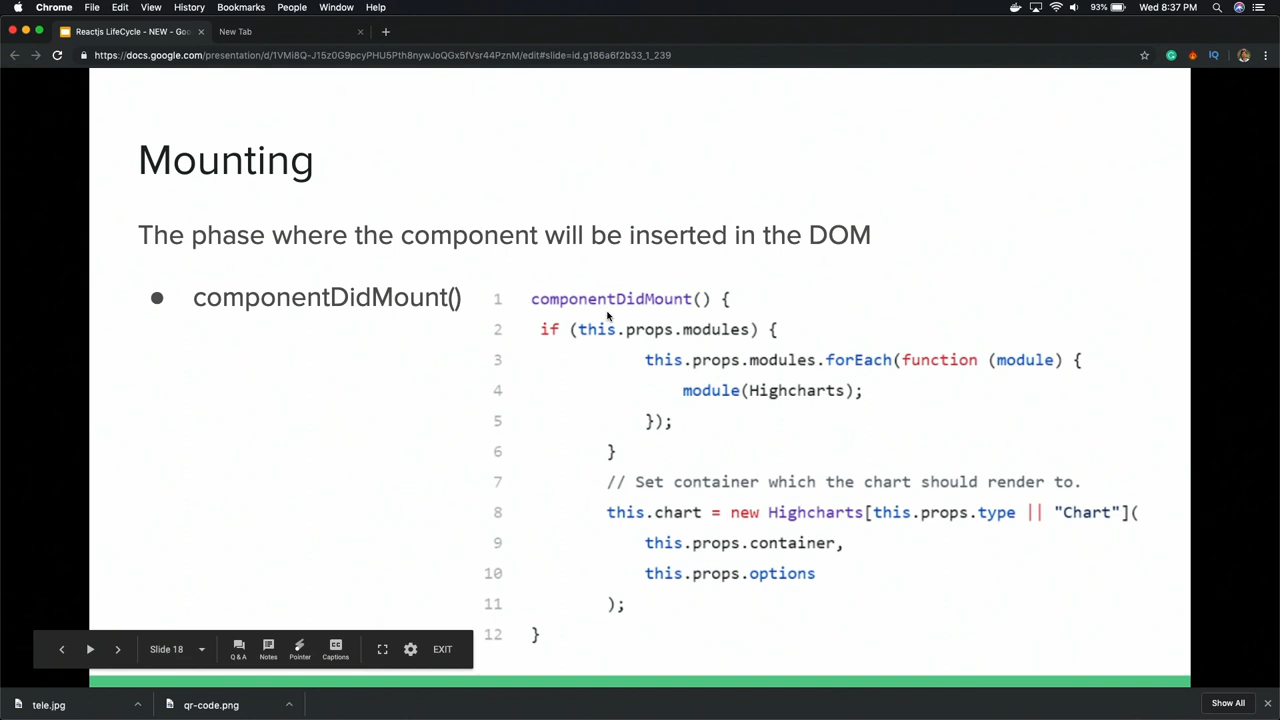 Chrome File Edit View History Bookmarks People Window Help 93% Wed 8:37 PM
Reactjs LifeCycle - NEW - Goo New Tab
https://docs.google.com/presentation/d/1VMi8Q-J15z0G9pcyPHU5Pth8nywJoQGx5fVsr44PznM/edit#slide=id.g186a6f2b33_1_239
Mounting
The phase where the component will be inserted in the DOM
● componentDidMount()
1 componentDidMount() {
2 if (this.props.modules) {
3 this.props.modules.forEach(function (module) {
4 module(Highcharts);
5 });
6 }
7 // Set container which the chart should render to.
8 this.chart = new Highcharts[this.props.type || "Chart"](
9 this.props.container,
10 this.props.options
11 );
12 }
Slide 18 Q & A Notes Pointer CC Captions EXIT
tele.jpg qr-code.png Show All